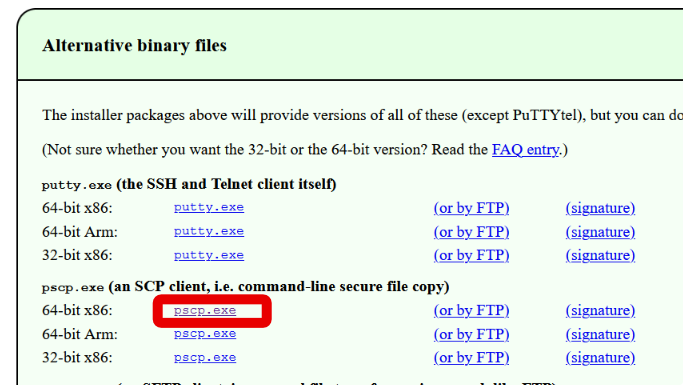 Alternative binary files
The installer packages above will provide versions of all of these (except PuTTYtel), but you can do
(Not sure whether you want the 32-bit or the 64-bit version? Read the FAQ entry.)
putty.exe (the SSH and Telnet client itself)
64-bit x86: putty.exe (or by FTP) (signature)
64-bit Arm: putty.exe (or by FTP) (signature)
32-bit x86: putty.exe (or by FTP) (signature)
pscp.exe (an SCP client, i.e. command-line secure file copy)
64-bit x86: pscp.exe (or by FTP) (signature)
64-bit Arm: pscp.exe (or by FTP) (signature)
32-bit x86: pscp.exe (or by FTP) (signature)